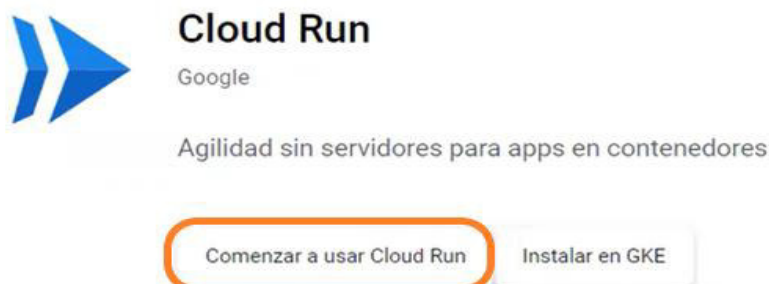 Cloud Run
Google
Agilidad sin servidores para apps en contenedores
Comenzar a usar Cloud Run
Instalar en GKE